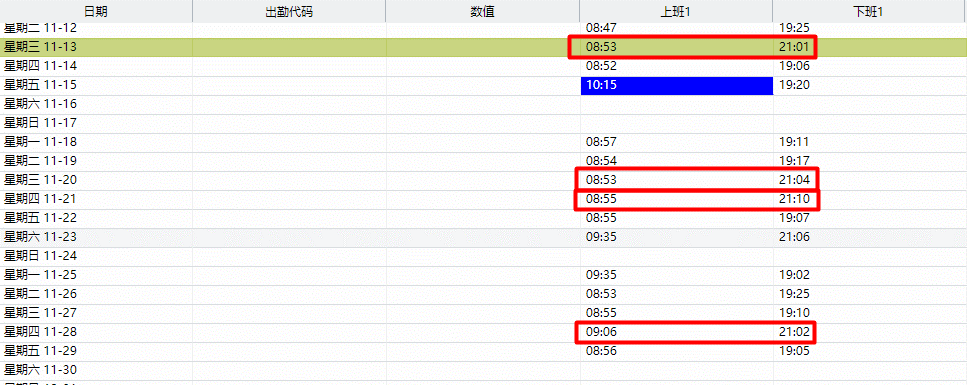 日期 出勤代码 数值 上班1 下班1
星期二 11-12 08:47 19:25
星期三 11-13 08:53 21:01
星期四 11-14 08:52 19:06
星期五 11-15 10:15 19:20
星期六 11-16
星期日 11-17
星期一 11-18 08:57 19:11
星期二 11-19 08:54 19:17
星期三 11-20 08:53 21:04
星期四 11-21 08:55 21:10
星期五 11-22 08:55 19:07
星期六 11-23 09:35 21:06
星期日 11-24
星期一 11-25 09:35 19:02
星期二 11-26 08:53 19:25
星期三 11-27 08:55 19:10
星期四 11-28 09:06 21:02
星期五 11-29 08:56 19:05
星期六 11-30